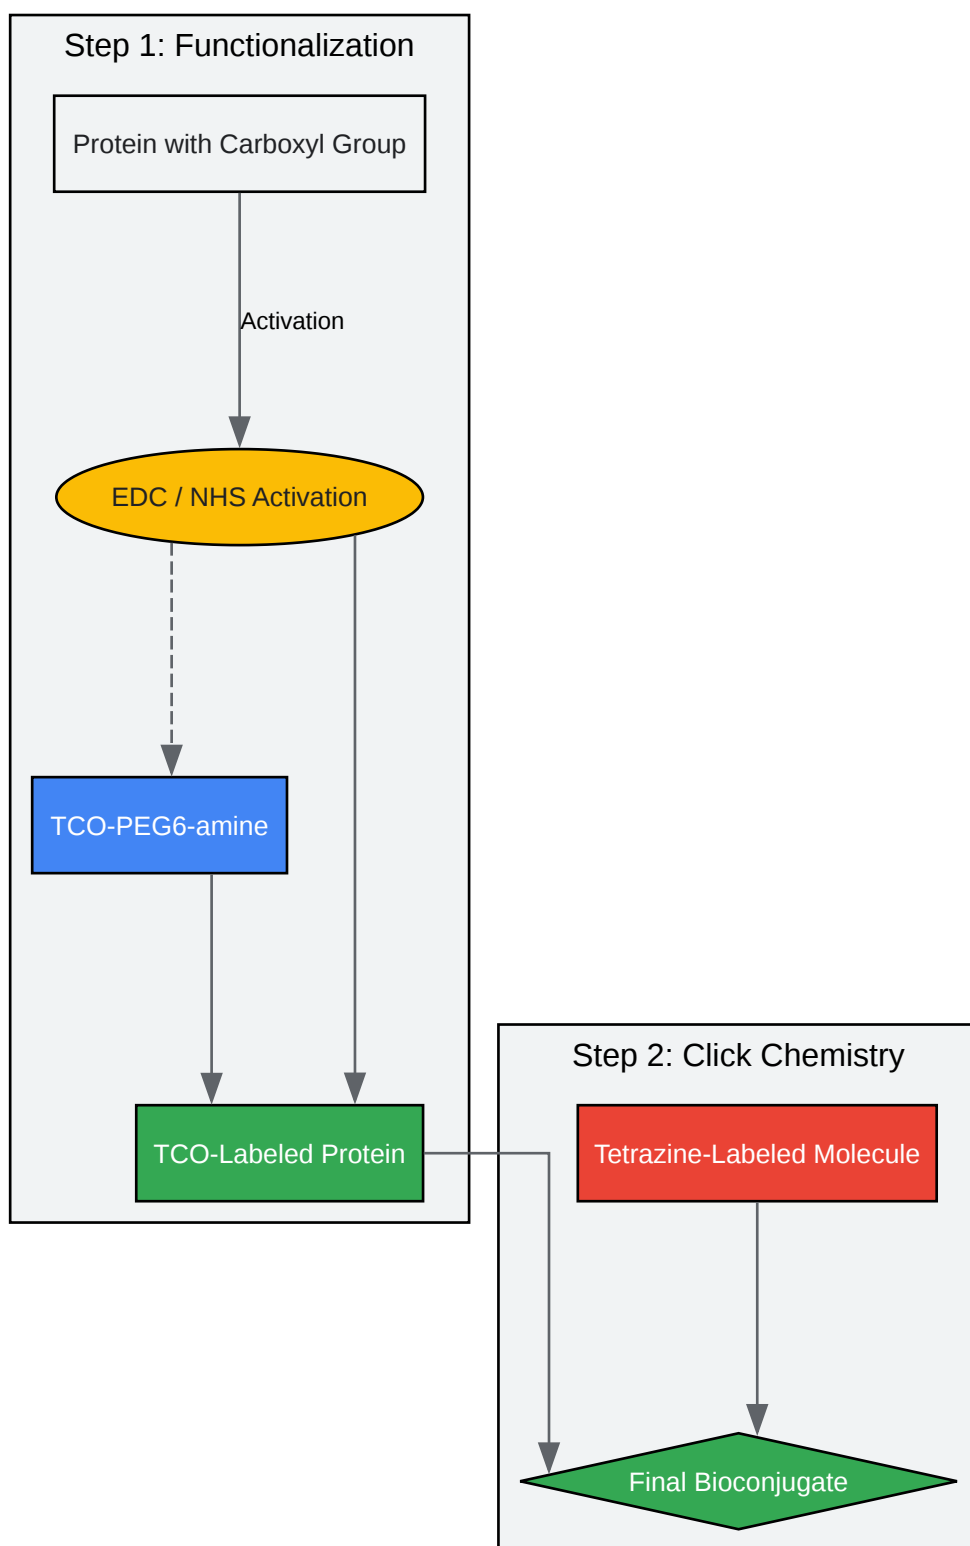 Step 1: Functionalization
Protein with Carboxyl Group
Activation
EDC / NHS Activation
TCO-PEG6-amine
TCO-Labeled Protein
Step 2: Click Chemistry
Tetrazine-Labeled Molecule
Final Bioconjugate